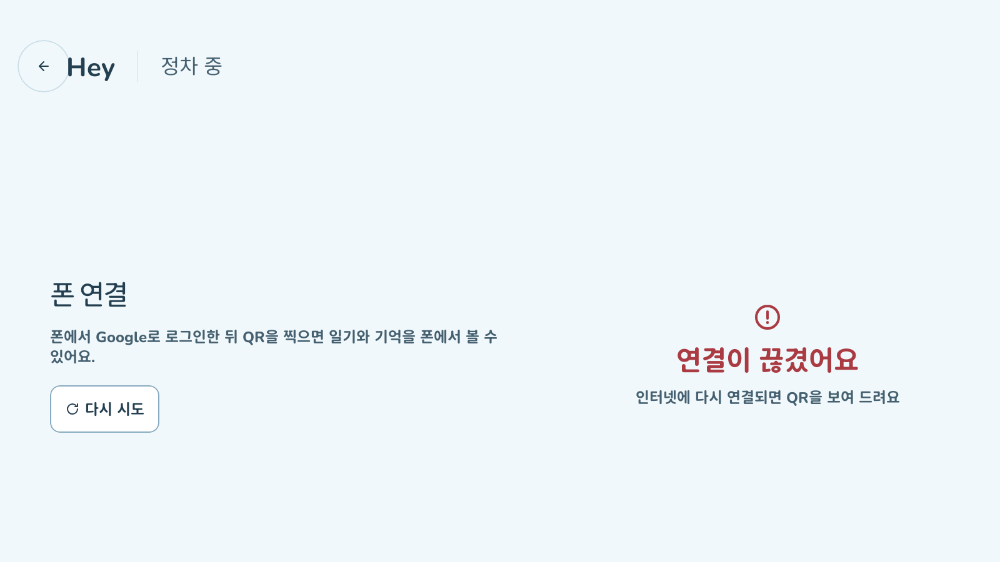 Hey
정차 중
폰 연결
폰에서 Google로 로그인한 뒤 QR을 찍으면 일기와 기억을 폰에서 볼 수
있어요.
다시 시도
연결이 끊겼어요
인터넷에 다시 연결되면 QR을 보여 드려요